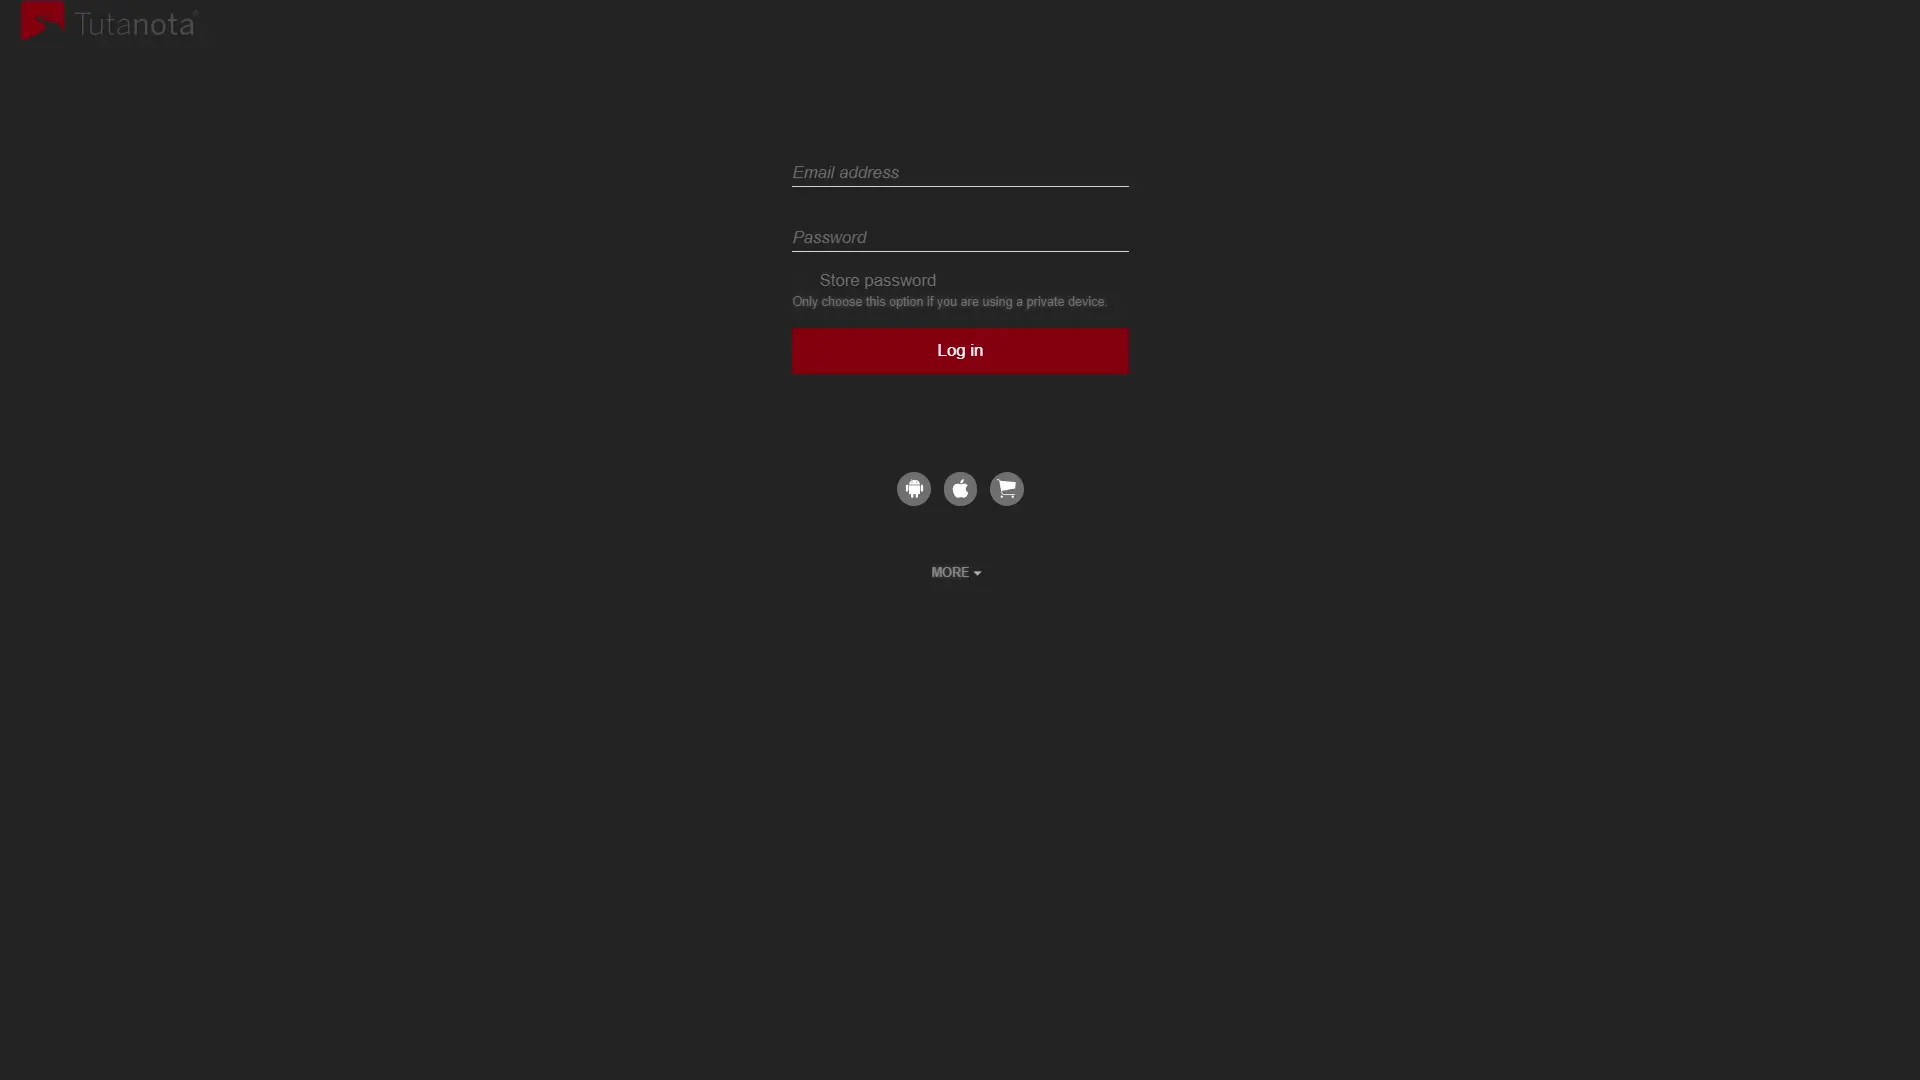 Tutanota®
Email address
Password
Store password
Only choose this option if you are using a private device.
Log in
MORE